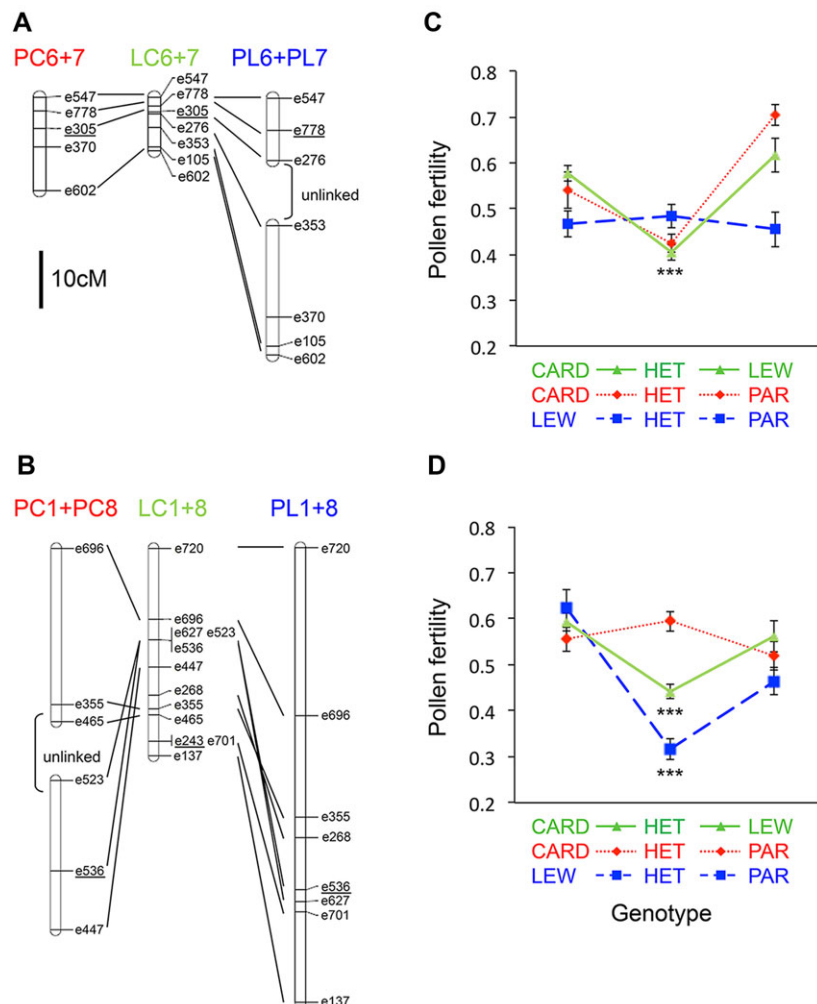 A
PC6+7 LC6+7 PL6+PL7
e547
e778
e305
e370
e602
e547
e778
e305
e276
e353
e105
e602
e547
e778
e276
unlinked
e353
e370
e105
e602
10cM
B
PC1+PC8 LC1+8 PL1+8
e696
e355
e465
unlinked
e523
e536
e447
e720
e696
e627 e523
e536
e447
e268
e355
e465
e243 e701
e137
e720
e696
e355
e268
e536
e627
e701
e137
C
Pollen fertility
0.8
0.7
0.6
0.5
0.4
0.3
0.2
***
CARD HET LEW
CARD HET PAR
LEW HET PAR
D
Pollen fertility
0.8
0.7
0.6
0.5
0.4
0.3
0.2
***
***
CARD HET LEW
CARD HET PAR
LEW HET PAR
Genotype